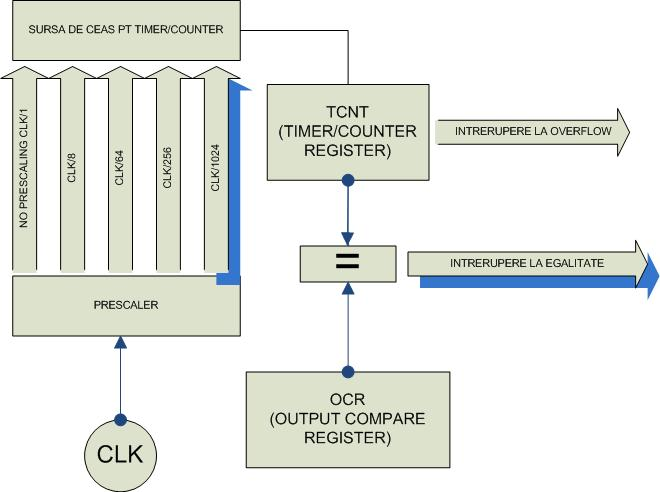 SURSA DE CEAS PT TIMER/COUNTER
NO PRESCALING CLK/1
CLK/8
CLK/64
CLK/256
CLK/1024
PRESCALER
CLK
TCNT
(TIMER/COUNTER
REGISTER)
INTRERUPERE LA OVERFLOW
=
INTRERUPERE LA EGALITATE
OCR
(OUTPUT COMPARE
REGISTER)